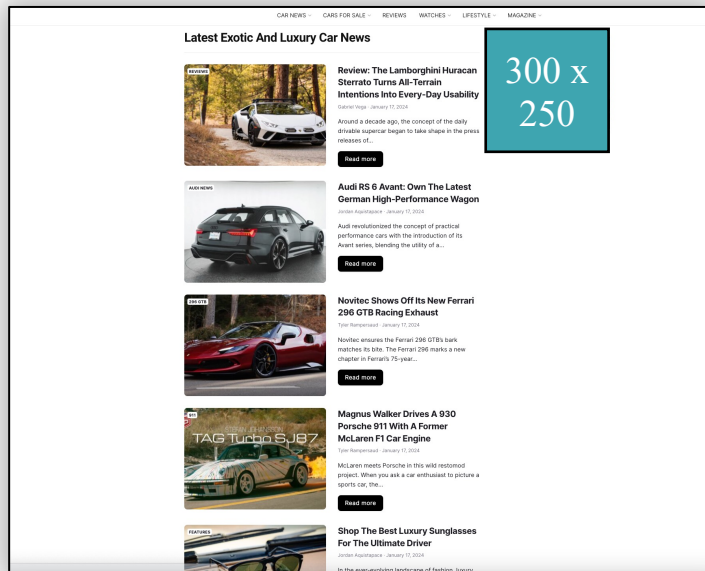 CAR NEWS CARS FOR SALE REVIEWS WATCHES LIFESTYLE MAGAZINE
Latest Exotic And Luxury Car News
300 x
250
REVIEWS
Review: The Lamborghini Huracan
Sterrato Turns All-Terrain
Intentions Into Every-Day Usability
Gabriel Vega · January 17, 2024
Around a decade ago, the concept of the daily
drivable supercar began to take shape in the press
releases of...
Read more
AUDI NEWS
Audi RS 6 Avant: Own The Latest
German High-Performance Wagon
Jordan Aquistapace · January 17, 2024
Audi revolutionized the concept of practical
performance cars with the introduction of its
Avant series, blending the utility of a...
Read more
296 GTB
Novitec Shows Off Its New Ferrari
296 GTB Racing Exhaust
Tyler Rampersaud · January 17, 2024
Novitec ensures the Ferrari 296 GTB's bark
matches its bite. The Ferrari 296 marks a new
chapter in Ferrari's 75-year...
Read more
911
STEFAN JOHANSSON
TAG Turbo SJ87
Magnus Walker Drives A 930
Porsche 911 With A Former
McLaren F1 Car Engine
Tyler Rampersaud · January 17, 2024
McLaren meets Porsche in this wild restomod
project. When you ask a car enthusiast to picture a
sports car, the...
Read more
FEATURES
Shop The Best Luxury Sunglasses
For The Ultimate Driver
Jordan Aquistapace · January 17, 2024
In the ever-evolving landscape of fashion, luxury